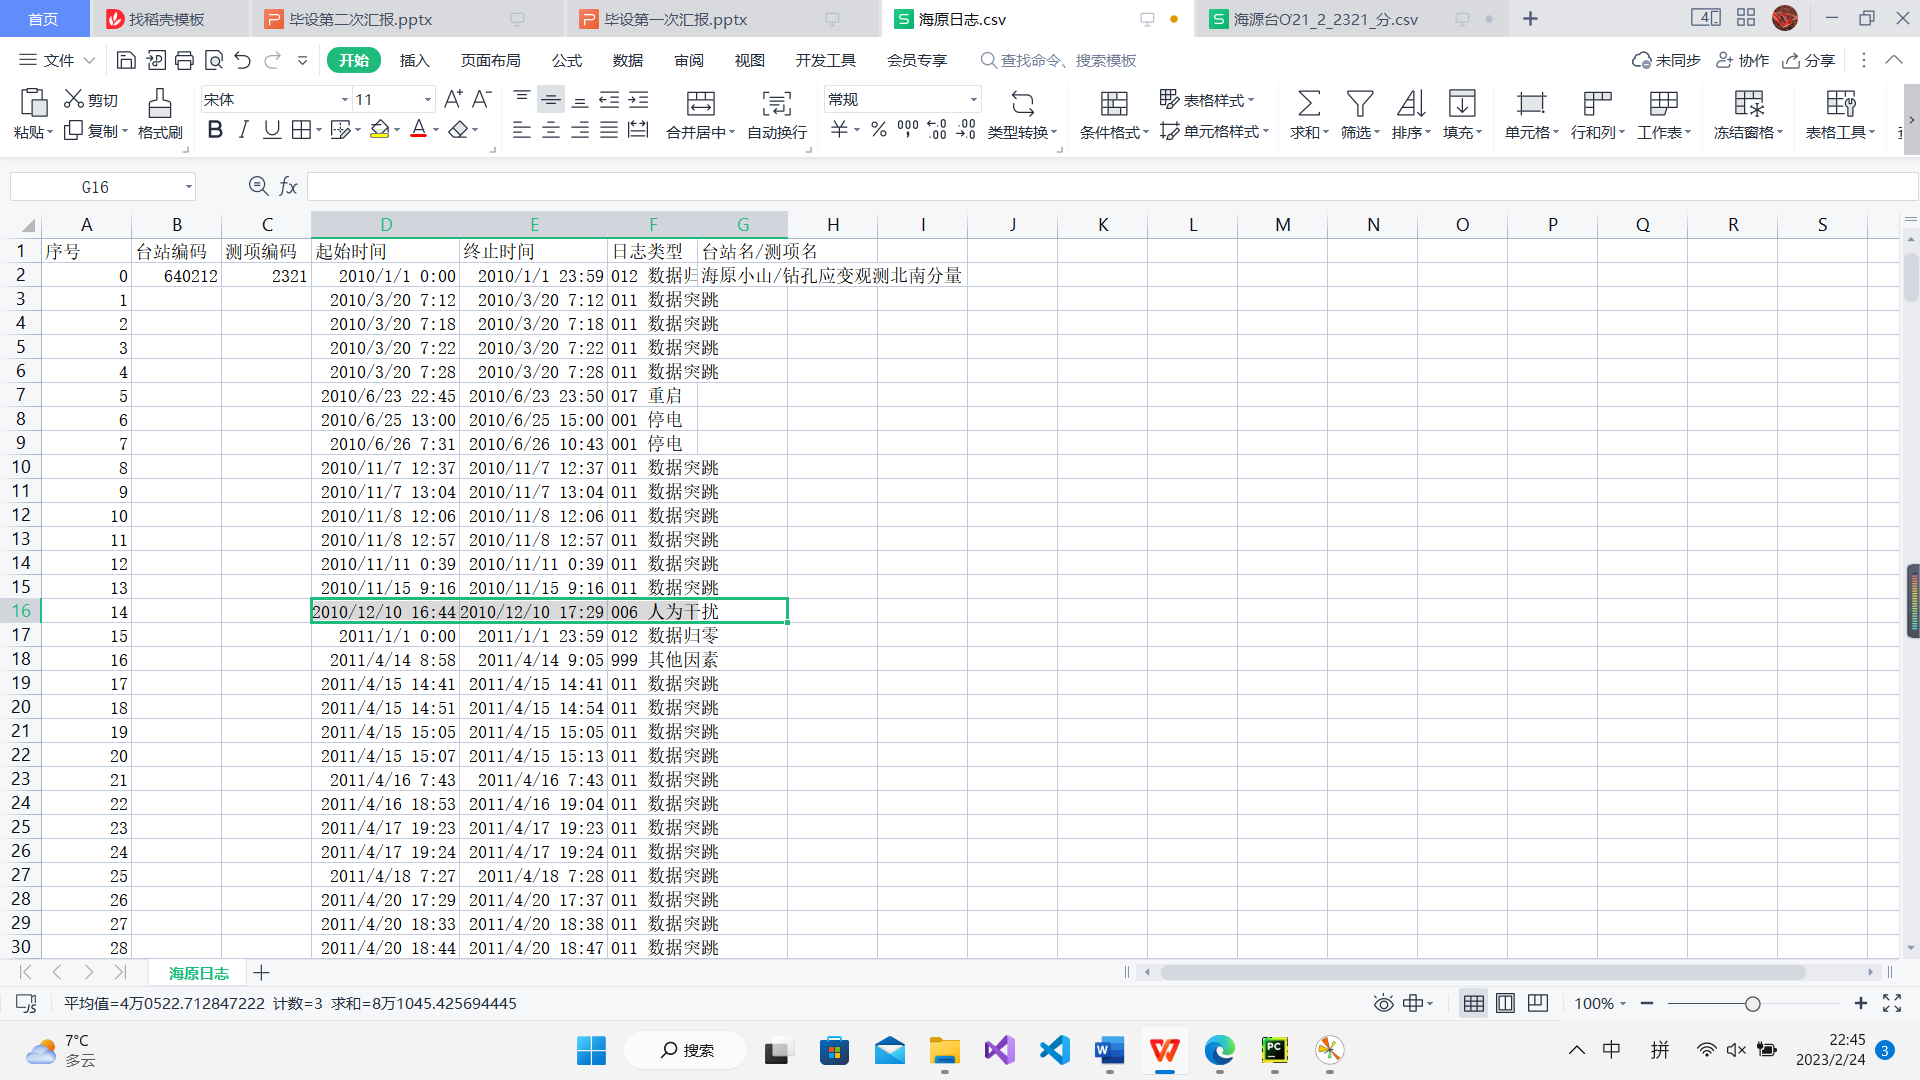 首页 找稻壳模板 毕设第二次汇报.pptx 毕设第一次汇报.pptx 海原日志.csv 海源台Ơ21_2_2321_分.csv
文件 开始 插入 页面布局 公式 数据 审阅 视图 开发工具 会员专享 查找命令、搜索模板 未同步 协作 分享
粘贴 剪切 复制 格式刷 宋体 11 合并居中 自动换行 常规 类型转换 条件格式 表格样式 单元格样式 求和 筛选 排序 填充 单元格 行和列 工作表 冻结窗格 表格工具
G16 fx
A B C D E F G H I J K L M N O P Q R S
1 序号 台站编码 测项编码 起始时间 终止时间 日志类型 台站名/测项名
2 0 640212 2321 2010/1/1 0:00 2010/1/1 23:59 012 数据归 海原小山/钻孔应变观测北南分量
3 1 2010/3/20 7:12 2010/3/20 7:12 011 数据突跳
4 2 2010/3/20 7:18 2010/3/20 7:18 011 数据突跳
5 3 2010/3/20 7:22 2010/3/20 7:22 011 数据突跳
6 4 2010/3/20 7:28 2010/3/20 7:28 011 数据突跳
7 5 2010/6/23 22:45 2010/6/23 23:50 017 重启
8 6 2010/6/25 13:00 2010/6/25 15:00 001 停电
9 7 2010/6/26 7:31 2010/6/26 10:43 001 停电
10 8 2010/11/7 12:37 2010/11/7 12:37 011 数据突跳
11 9 2010/11/7 13:04 2010/11/7 13:04 011 数据突跳
12 10 2010/11/8 12:06 2010/11/8 12:06 011 数据突跳
13 11 2010/11/8 12:57 2010/11/8 12:57 011 数据突跳
14 12 2010/11/11 0:39 2010/11/11 0:39 011 数据突跳
15 13 2010/11/15 9:16 2010/11/15 9:16 011 数据突跳
16 14 2010/12/10 16:44 2010/12/10 17:29 006 人为干扰
17 15 2011/1/1 0:00 2011/1/1 23:59 012 数据归零
18 16 2011/4/14 8:58 2011/4/14 9:05 999 其他因素
19 17 2011/4/15 14:41 2011/4/15 14:41 011 数据突跳
20 18 2011/4/15 14:51 2011/4/15 14:54 011 数据突跳
21 19 2011/4/15 15:05 2011/4/15 15:05 011 数据突跳
22 20 2011/4/15 15:07 2011/4/15 15:13 011 数据突跳
23 21 2011/4/16 7:43 2011/4/16 7:43 011 数据突跳
24 22 2011/4/16 18:53 2011/4/16 19:04 011 数据突跳
25 23 2011/4/17 19:23 2011/4/17 19:23 011 数据突跳
26 24 2011/4/17 19:24 2011/4/17 19:24 011 数据突跳
27 25 2011/4/18 7:27 2011/4/18 7:28 011 数据突跳
28 26 2011/4/20 17:29 2011/4/20 17:37 011 数据突跳
29 27 2011/4/20 18:33 2011/4/20 18:38 011 数据突跳
30 28 2011/4/20 18:44 2011/4/20 18:47 011 数据突跳
海原日志
平均值=4万0522.712847222 计数=3 求和=8万1045.425694445 100%
7°C
多云
搜索
中 拼
22:45
2023/2/24 3